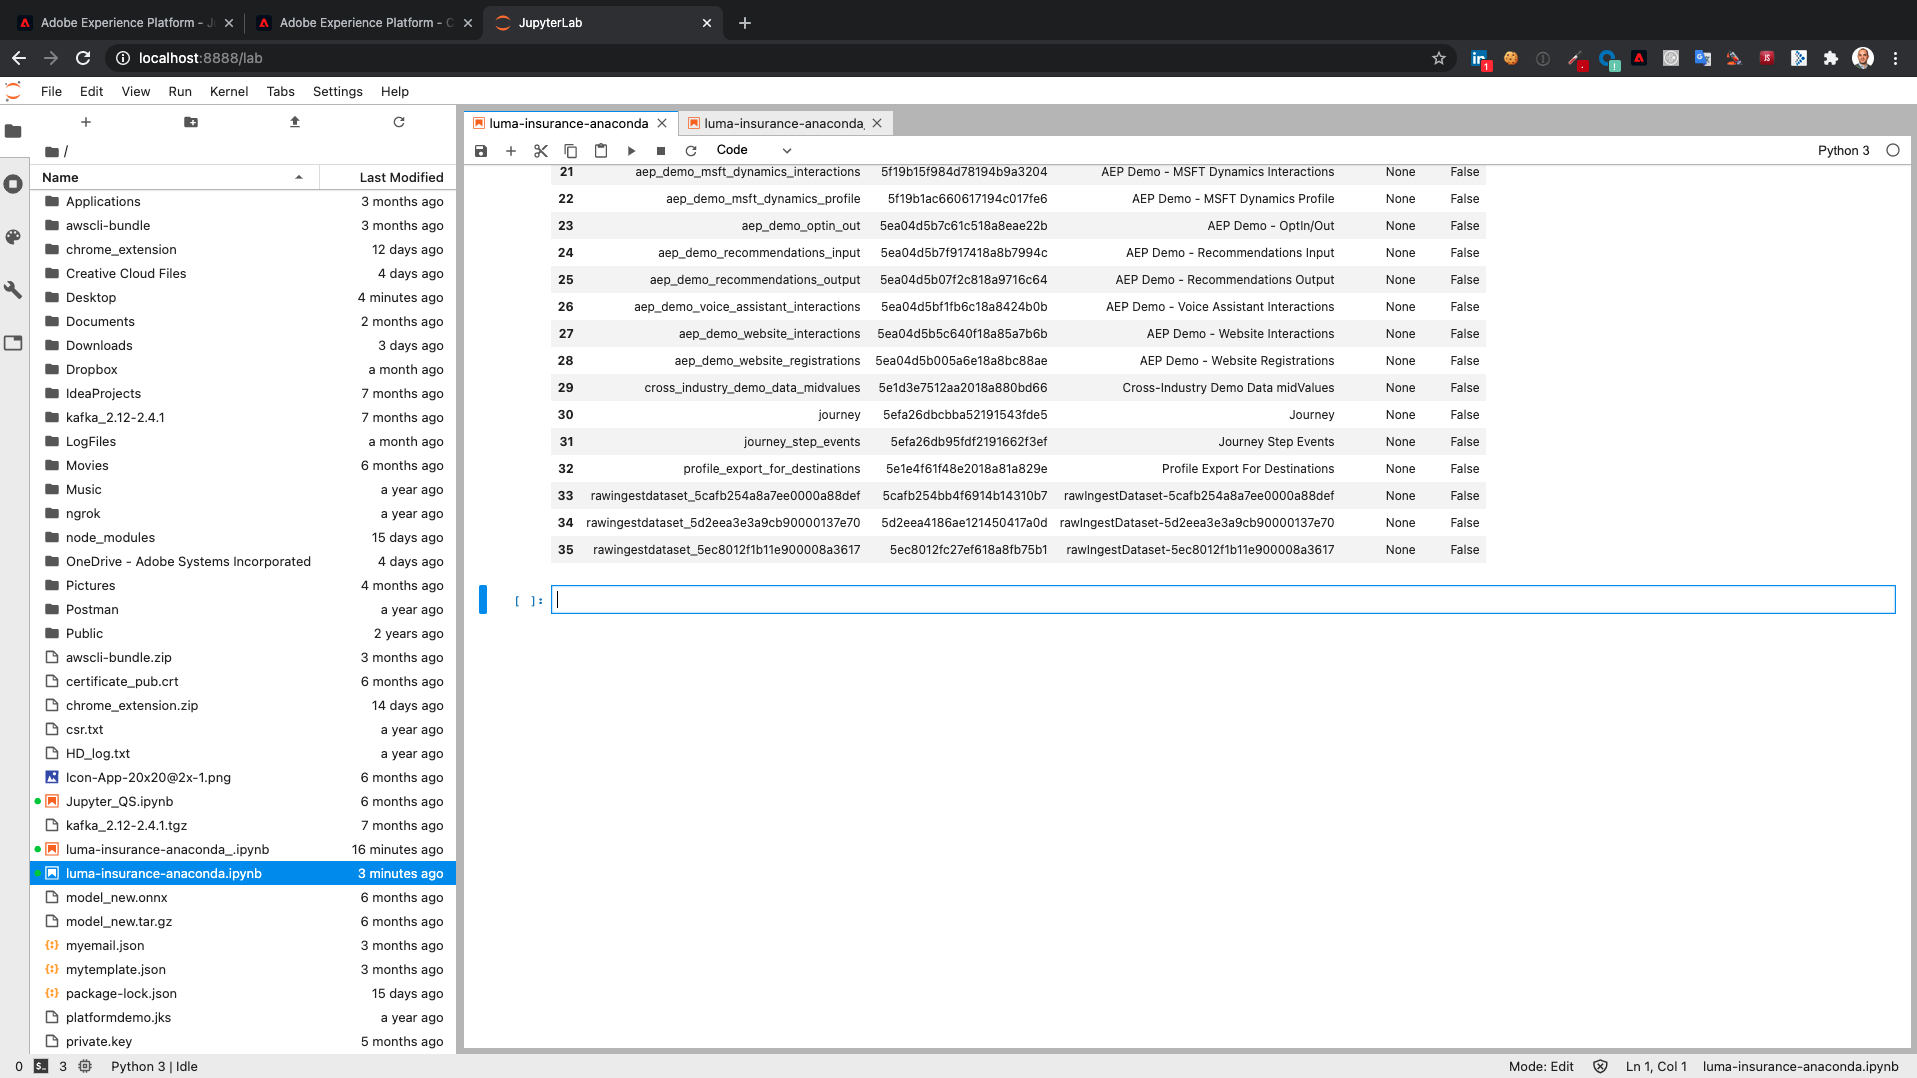 Adobe Experience Platform - J
Adobe Experience Platform - C
JupyterLab
localhost:8888/lab
1
JS
File Edit View Run Kernel Tabs Settings Help
luma-insurance-anaconda
luma-insurance-anaconda_
/
Code
Python 3
Name Last Modified
Applications 3 months ago
awscli-bundle 3 months ago
chrome_extension 12 days ago
Creative Cloud Files 4 days ago
Desktop 4 minutes ago
Documents 2 months ago
Downloads 3 days ago
Dropbox a month ago
IdeaProjects 7 months ago
kafka_2.12-2.4.1 7 months ago
LogFiles a month ago
Movies 6 months ago
Music a year ago
ngrok a year ago
node_modules 15 days ago
OneDrive - Adobe Systems Incorporated 4 days ago
Pictures 4 months ago
Postman a year ago
Public 2 years ago
awscli-bundle.zip 3 months ago
certificate_pub.crt 6 months ago
chrome_extension.zip 14 days ago
csr.txt a year ago
HD_log.txt a year ago
Icon-App-20x20@2x-1.png 6 months ago
Jupyter_QS.ipynb 6 months ago
kafka_2.12-2.4.1.tgz 7 months ago
luma-insurance-anaconda_.ipynb 16 minutes ago
luma-insurance-anaconda.ipynb 3 minutes ago
model_new.onnx 6 months ago
model_new.tar.gz 6 months ago
myemail.json 3 months ago
mytemplate.json 3 months ago
package-lock.json 15 days ago
platformdemo.jks a year ago
private.key 5 months ago
21 aep_demo_msft_dynamics_interactions 5f19b15f984d78194b9a3204 AEP Demo - MSFT Dynamics Interactions None False
22 aep_demo_msft_dynamics_profile 5f19b1ac660617194c017fe6 AEP Demo - MSFT Dynamics Profile None False
23 aep_demo_optin_out 5ea04d5b7c61c518a8eae22b AEP Demo - OptIn/Out None False
24 aep_demo_recommendations_input 5ea04d5b7f917418a8b7994c AEP Demo - Recommendations Input None False
25 aep_demo_recommendations_output 5ea04d5b07f2c818a9716c64 AEP Demo - Recommendations Output None False
26 aep_demo_voice_assistant_interactions 5ea04d5bf1fb6c18a8424b0b AEP Demo - Voice Assistant Interactions None False
27 aep_demo_website_interactions 5ea04d5b5c640f18a85a7b6b AEP Demo - Website Interactions None False
28 aep_demo_website_registrations 5ea04d5b005a6e18a8bc88ae AEP Demo - Website Registrations None False
29 cross_industry_demo_data_midvalues 5e1d3e7512aa2018a880bd66 Cross-Industry Demo Data midValues None False
30 journey 5efa26dbcbba52191543fde5 Journey None False
31 journey_step_events 5efa26db95fdf2191662f3ef Journey Step Events None False
32 profile_export_for_destinations 5e1e4f61f48e2018a81a829e Profile Export For Destinations None False
33 rawingestdataset_5cafb254a8a7ee0000a88def 5cafb254bb4f6914b14310b7 rawIngestDataset-5cafb254a8a7ee0000a88def None False
34 rawingestdataset_5d2eea3e3a9cb90000137e70 5d2eea4186ae121450417a0d rawIngestDataset-5d2eea3e3a9cb90000137e70 None False
35 rawingestdataset_5ec8012f1b11e900008a3617 5ec8012fc27ef618a8fb75b1 rawIngestDataset-5ec8012f1b11e900008a3617 None False
[ ]:
0 3 Python 3 | Idle
Mode: Edit Ln 1, Col 1 luma-insurance-anaconda.ipynb